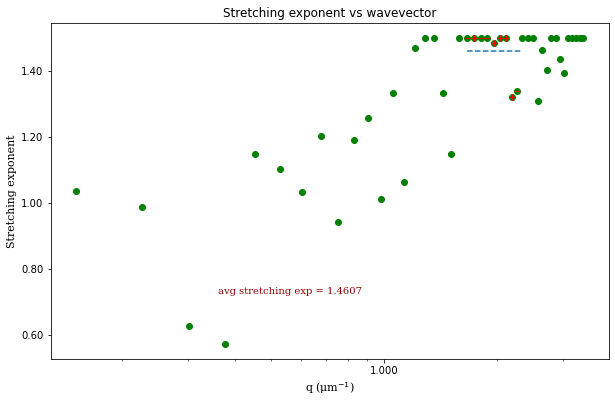 Stretching exponent vs wavevector
Stretching exponent
1.40
1.20
1.00
0.80
0.60
avg stretching exp = 1.4607
1.000
q (μm⁻¹)